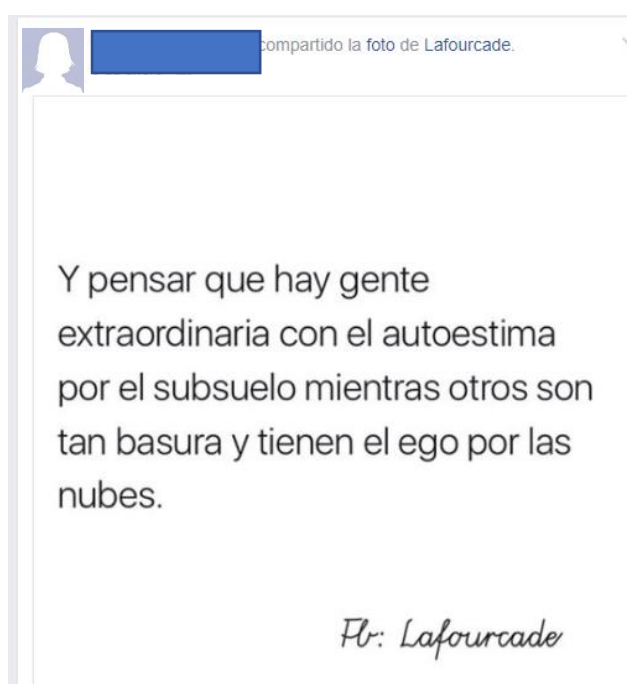 compartido la foto de Lafourcade.
Y pensar que hay gente
extraordinaria con el autoestima
por el subsuelo mientras otros son
tan basura y tienen el ego por las
nubes.
Fb: Lafourcade